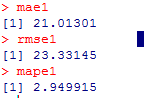 > mae1
[1] 21.01301
> rmse1
[1] 23.33145
> mape1
[1] 2.949915